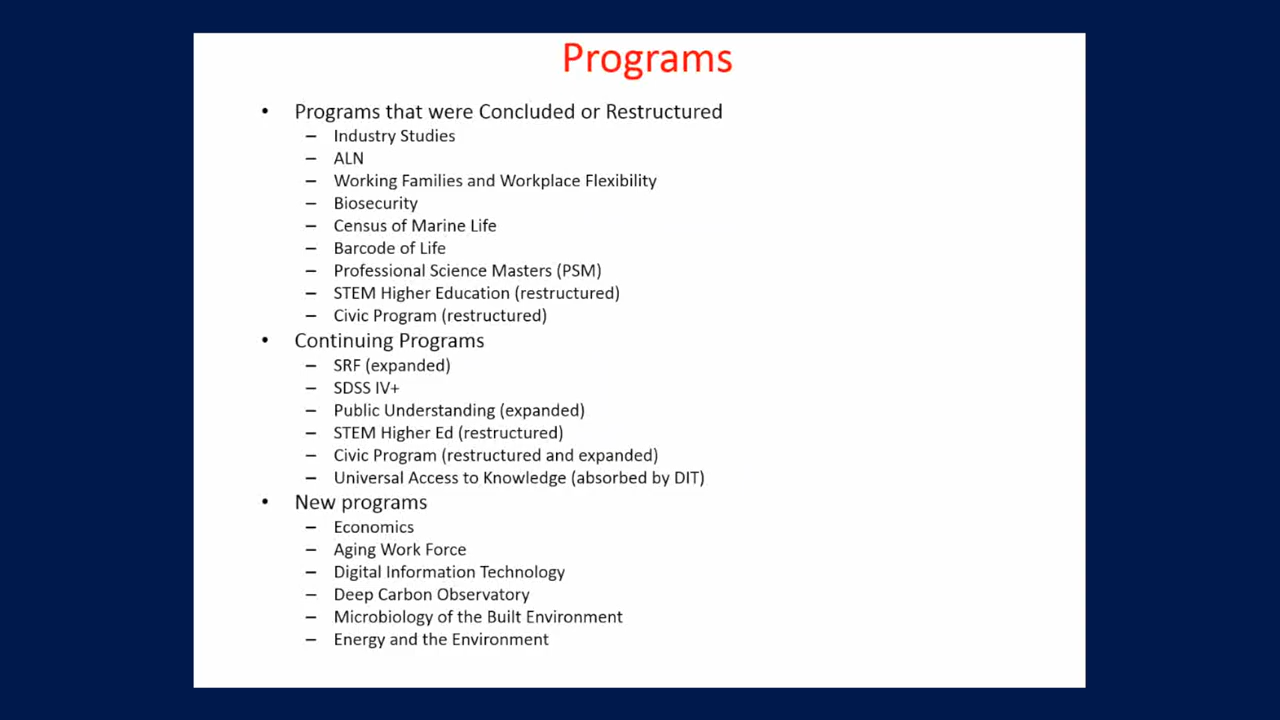 Programs
• Programs that were Concluded or Restructured
– Industry Studies
– ALN
– Working Families and Workplace Flexibility
– Biosecurity
– Census of Marine Life
– Barcode of Life
– Professional Science Masters (PSM)
– STEM Higher Education (restructured)
– Civic Program (restructured)
• Continuing Programs
– SRF (expanded)
– SDSS IV+
– Public Understanding (expanded)
– STEM Higher Ed (restructured)
– Civic Program (restructured and expanded)
– Universal Access to Knowledge (absorbed by DIT)
• New programs
– Economics
– Aging Work Force
– Digital Information Technology
– Deep Carbon Observatory
– Microbiology of the Built Environment
– Energy and the Environment